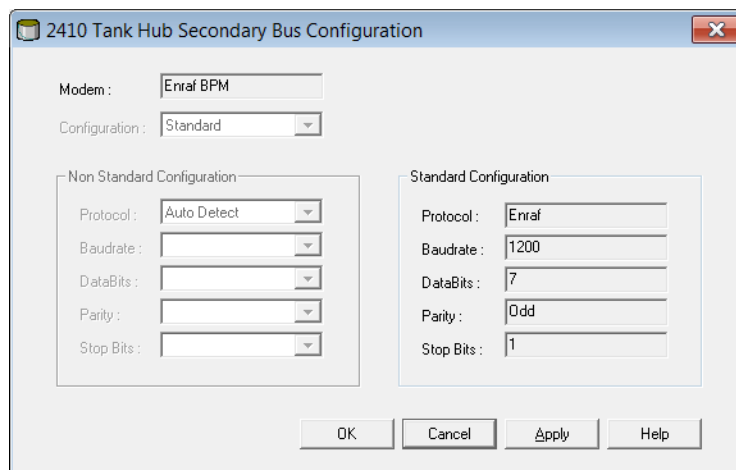 2410 Tank Hub Secondary Bus Configuration
Modem : Enraf BPM
Configuration : Standard
Non Standard Configuration
Protocol : Auto Detect
Baudrate :
DataBits :
Parity :
Stop Bits :
Standard Configuration
Protocol : Enraf
Baudrate : 1200
DataBits : 7
Parity : Odd
Stop Bits : 1
OK Cancel Apply Help